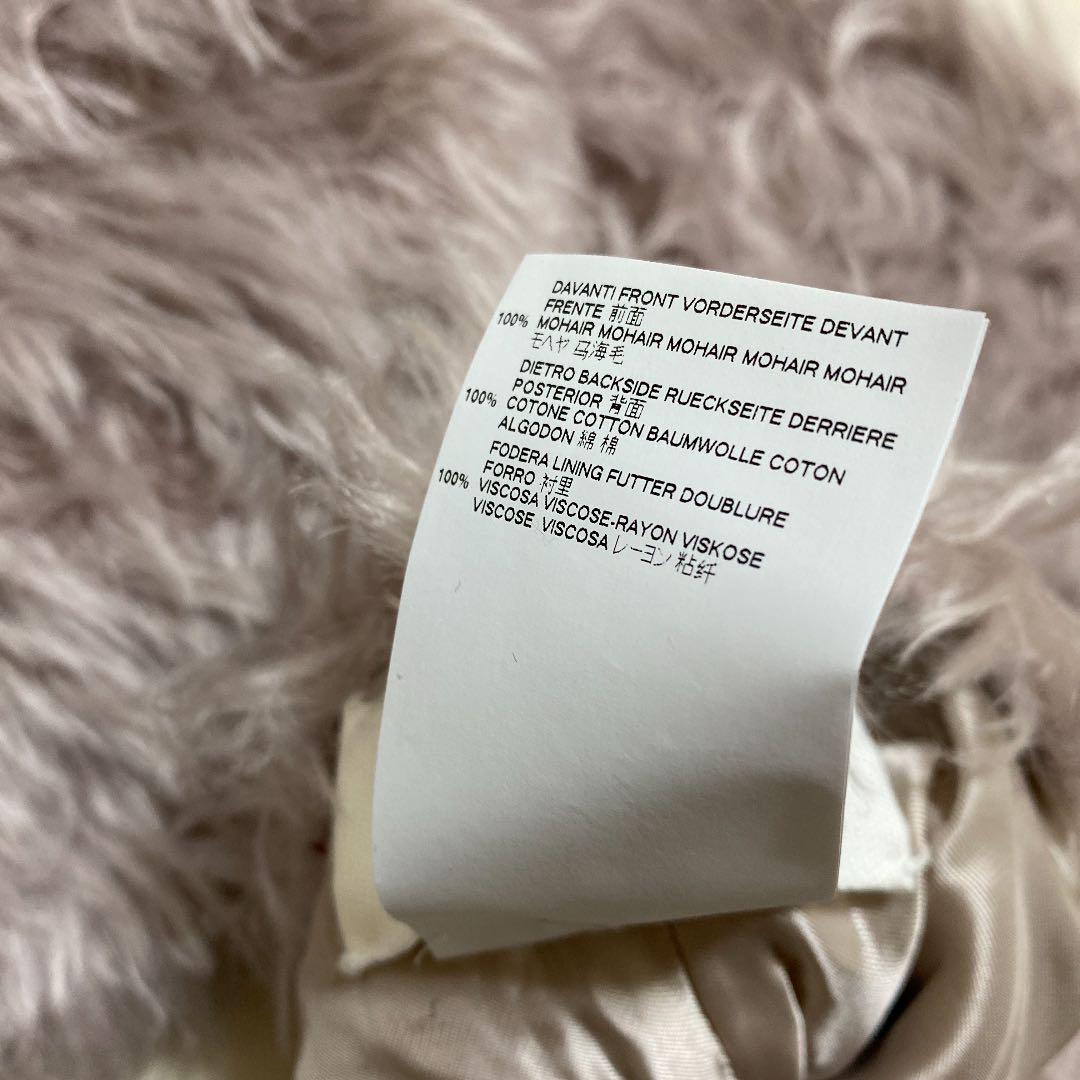 DAVANTI FRONT VORDERSEITE DEVANT
FRENTE 前面
100% MOHAIR MOHAIR MOHAIR MOHAIR MOHAIR
モヘヤ 马海毛
DIETRO BACKSIDE RUECKSEITE DERRIERE
POSTERIOR 背面
100% COTONE COTTON BAUMWOLLE COTON
ALGODON 綿 棉
FODERA LINING FUTTER DOUBLURE
FORRO 衬里
100% VISCOSA VISCOSE-RAYON VISKOSE
VISCOSE VISCOSA レーヨン 粘纤